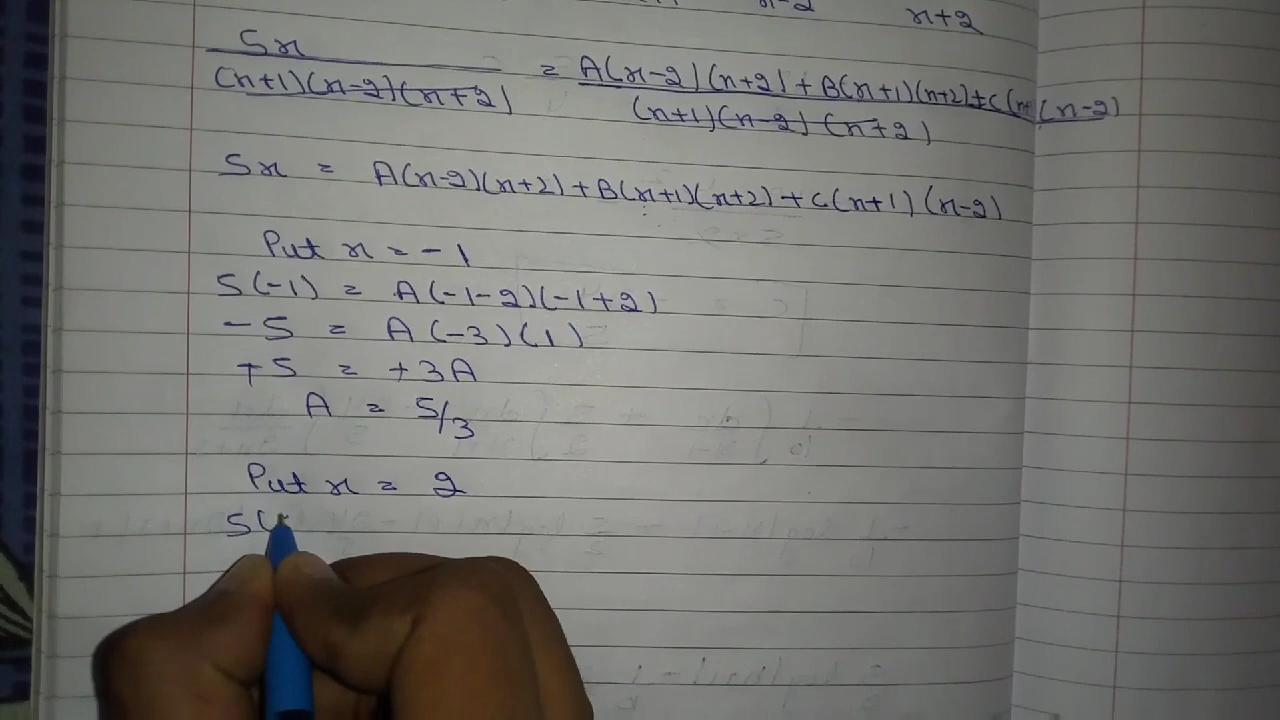 x-2 x+2
5x / (x+1)(x-2)(x+2) = A(x-2)(x+2) + B(x+1)(x+2) + C(x+1)(x-2) / (x+1)(x-2)(x+2)
5x = A(x-2)(x+2) + B(x+1)(x+2) + C(x+1)(x-2)
Put x = -1
5(-1) = A(-1-2)(-1+2)
-5 = A(-3)(1)
+5 = +3A
A = 5/3
Put x = 2
5(